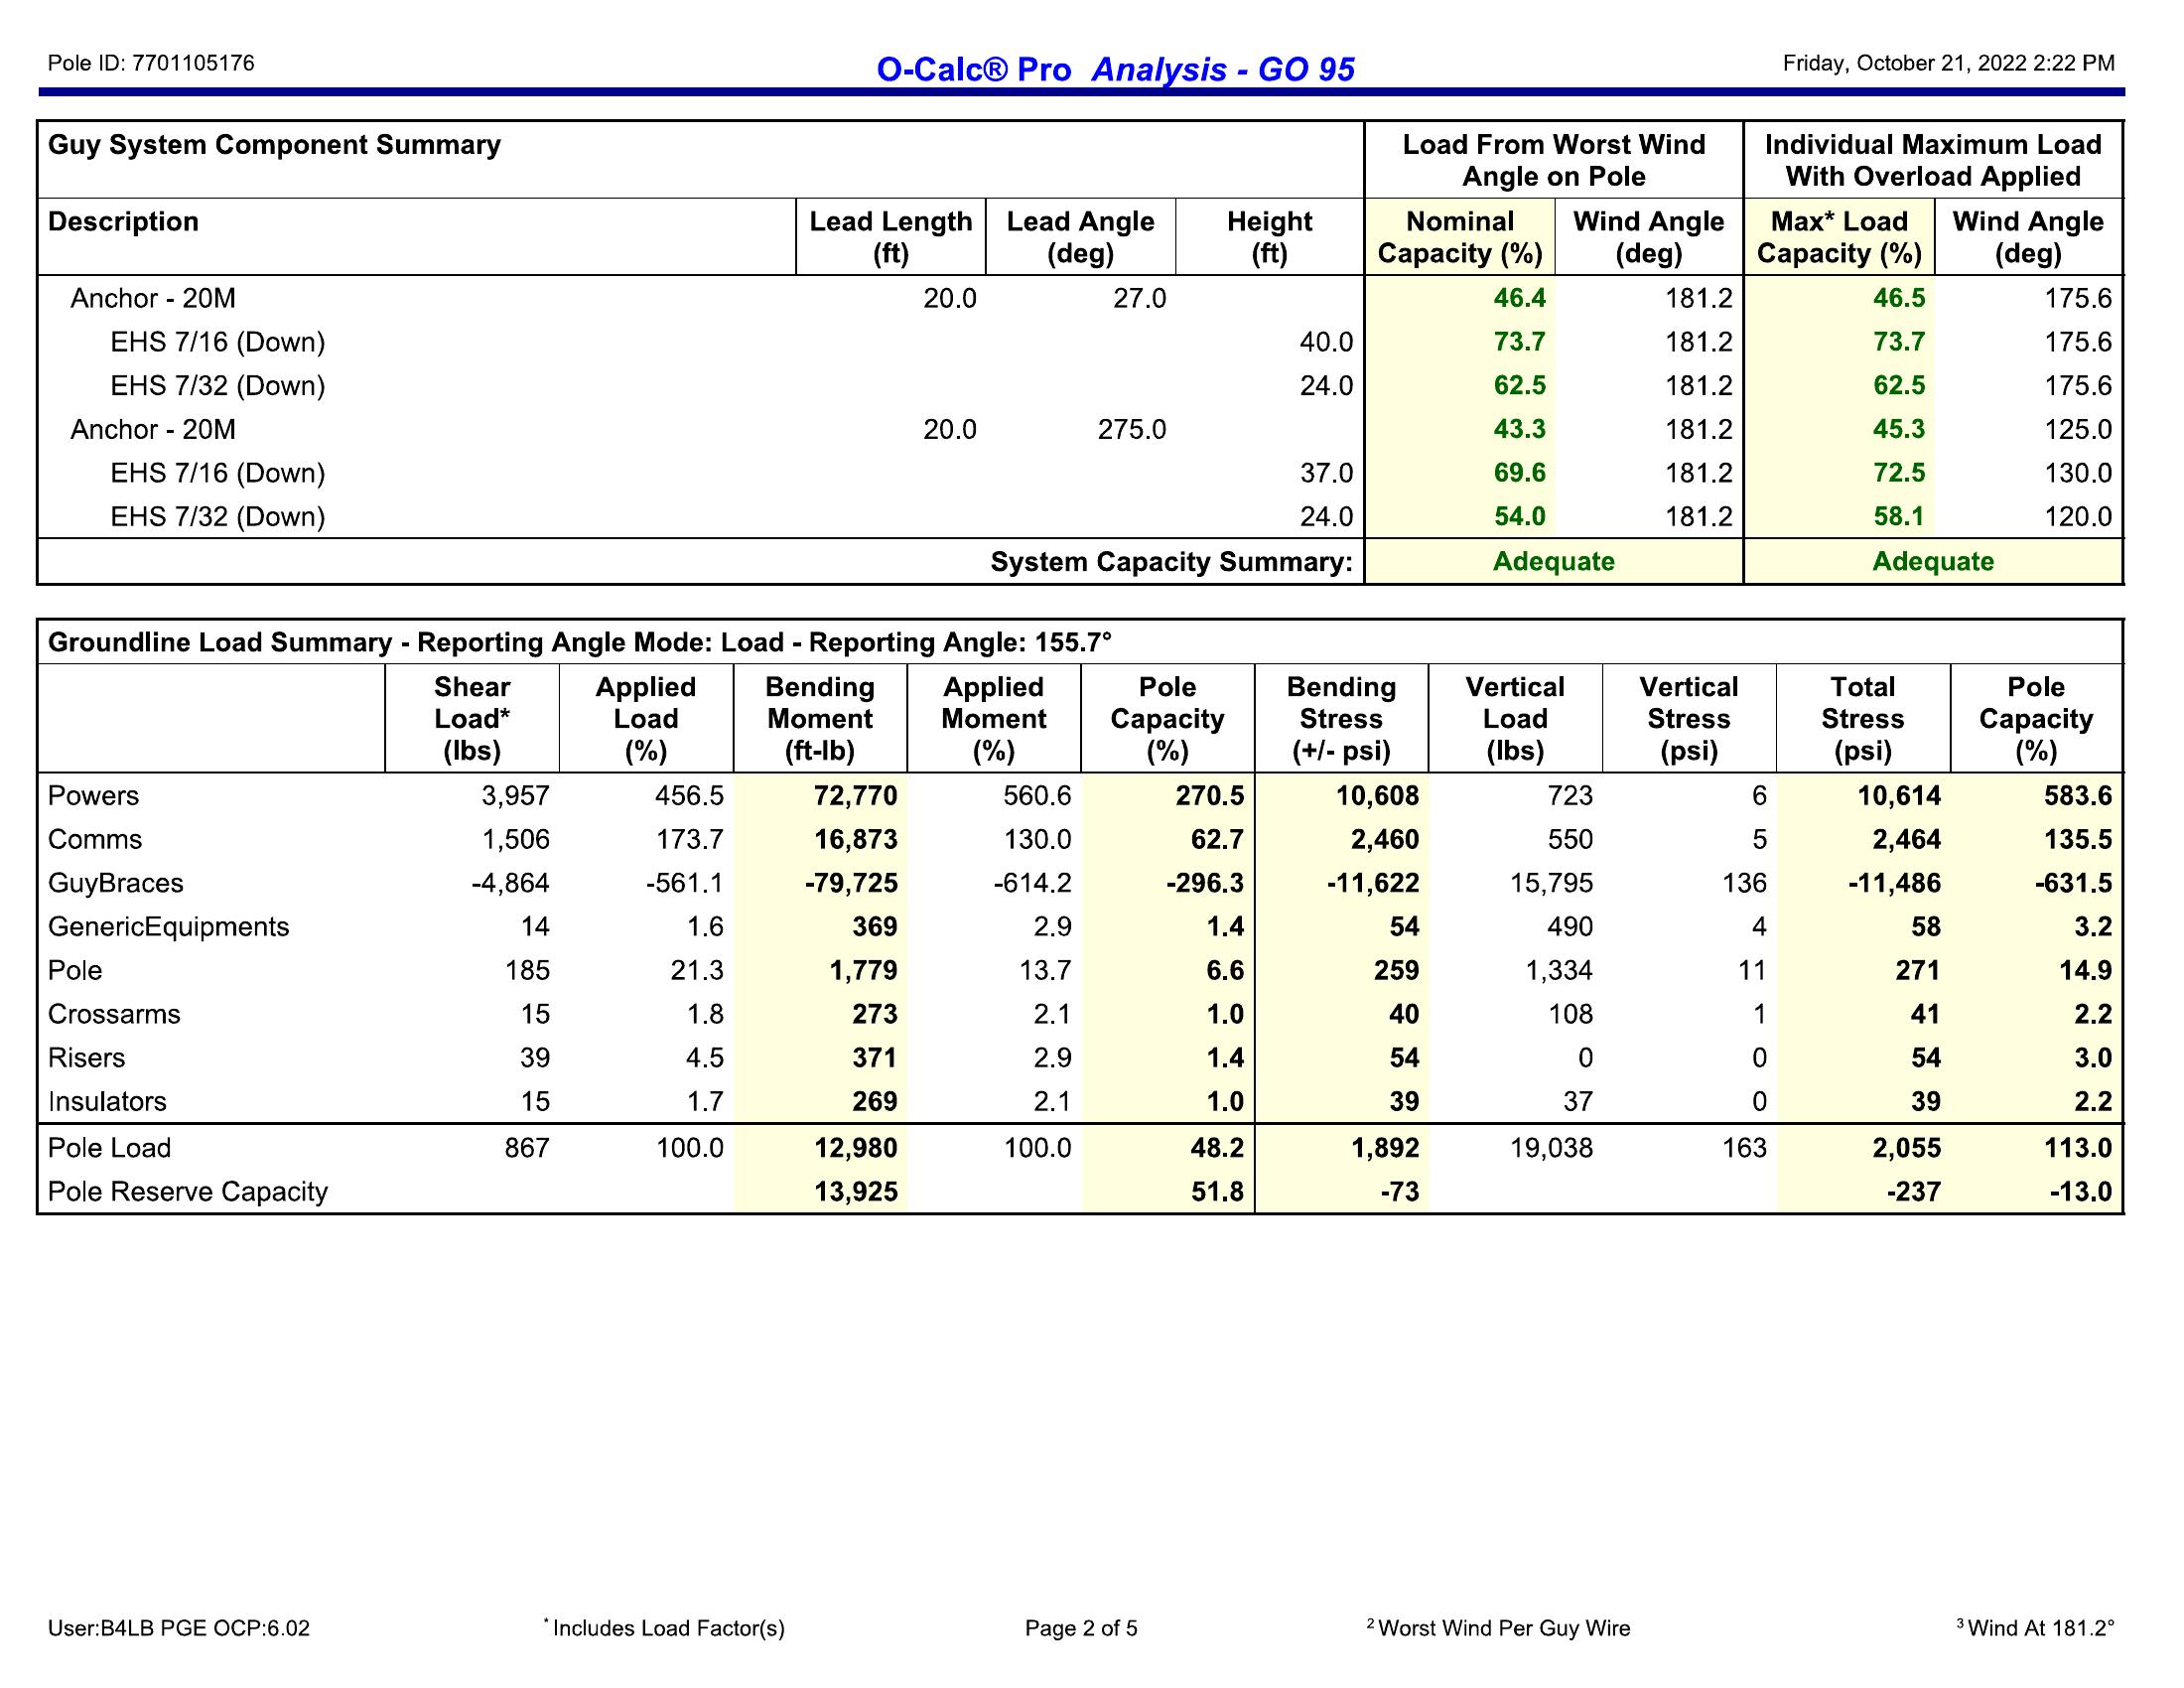 Pole ID: 7701105176
O-Calc® Pro Analysis - GO 95
Friday, October 21, 2022 2:22 PM
Guy System Component Summary
Load From Worst Wind Angle on Pole
Individual Maximum Load With Overload Applied
Description Lead Length (ft) Lead Angle (deg) Height (ft) Nominal Capacity (%) Wind Angle (deg) Max* Load Capacity (%) Wind Angle (deg)
Anchor - 20M 20.0 27.0 46.4 181.2 46.5 175.6
EHS 7/16 (Down) 40.0 73.7 181.2 73.7 175.6
EHS 7/32 (Down) 24.0 62.5 181.2 62.5 175.6
Anchor - 20M 20.0 275.0 43.3 181.2 45.3 125.0
EHS 7/16 (Down) 37.0 69.6 181.2 72.5 130.0
EHS 7/32 (Down) 24.0 54.0 181.2 58.1 120.0
System Capacity Summary: Adequate Adequate
Groundline Load Summary - Reporting Angle Mode: Load - Reporting Angle: 155.7°
Shear Load* (lbs) Applied Load (%) Bending Moment (ft-lb) Applied Moment (%) Pole Capacity (%) Bending Stress (+/- psi) Vertical Load (lbs) Vertical Stress (psi) Total Stress (psi) Pole Capacity (%)
Powers 3,957 456.5 72,770 560.6 270.5 10,608 723 6 10,614 583.6
Comms 1,506 173.7 16,873 130.0 62.7 2,460 550 5 2,464 135.5
GuyBraces -4,864 -561.1 -79,725 -614.2 -296.3 -11,622 15,795 136 -11,486 -631.5
GenericEquipments 14 1.6 369 2.9 1.4 54 490 4 58 3.2
Pole 185 21.3 1,779 13.7 6.6 259 1,334 11 271 14.9
Crossarms 15 1.8 273 2.1 1.0 40 108 1 41 2.2
Risers 39 4.5 371 2.9 1.4 54 0 0 54 3.0
Insulators 15 1.7 269 2.1 1.0 39 37 0 39 2.2
Pole Load 867 100.0 12,980 100.0 48.2 1,892 19,038 163 2,055 113.0
Pole Reserve Capacity 13,925 51.8 -73 -237 -13.0
User:B4LB PGE OCP:6.02
* Includes Load Factor(s)
Page 2 of 5
2 Worst Wind Per Guy Wire
3 Wind At 181.2°